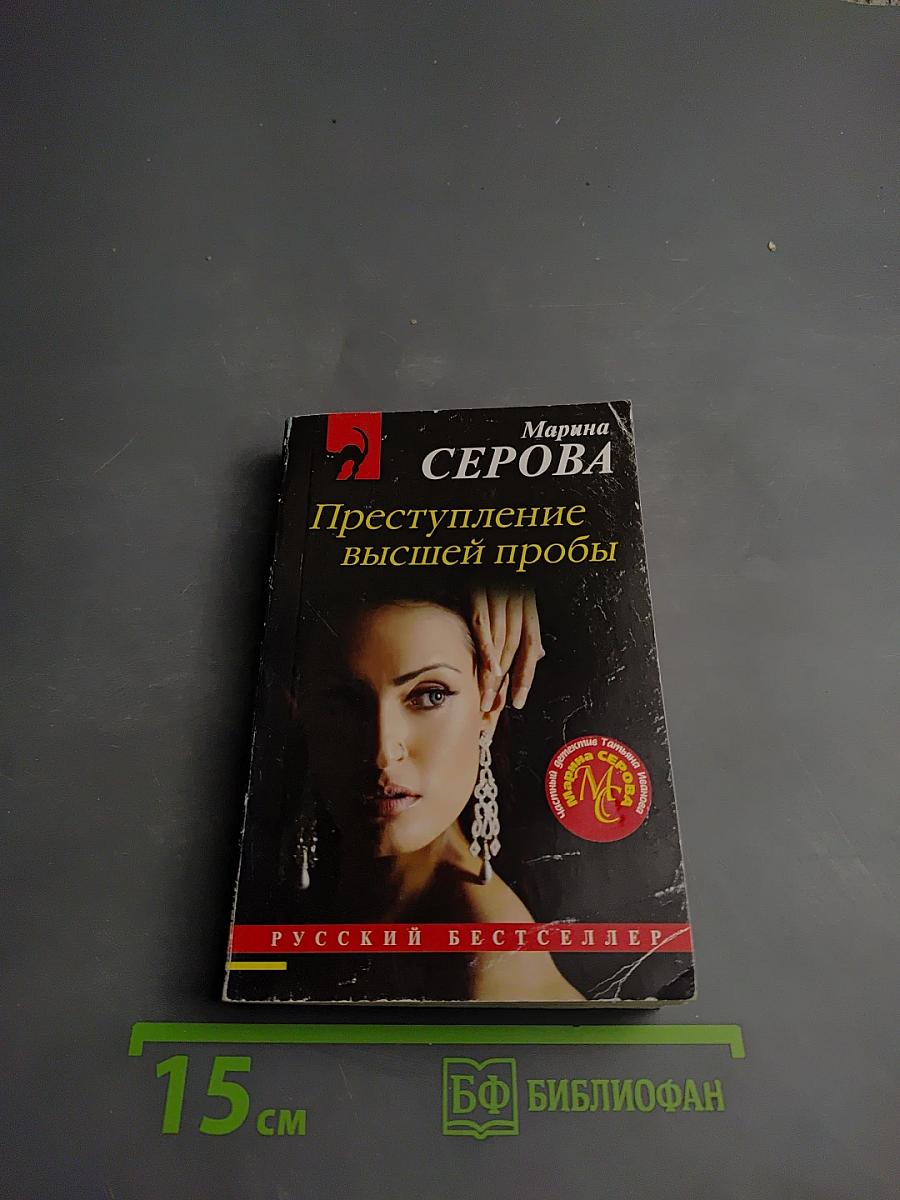 Марина
СЕРОВА
Преступление
высшей пробы
частный детектив Татьяна Иванова
Марина СЕРОВА
МС
РУССКИЙ БЕСТСЕЛЛЕР
15 см
БФ БИБЛИОФАН